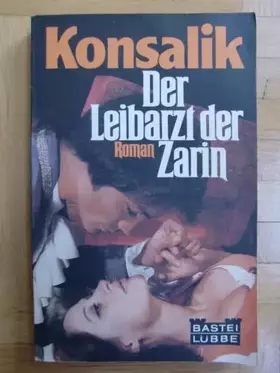 Konsalik
Der
Leibarzt der
Roman Zarin
BASTEI
LÜBBE